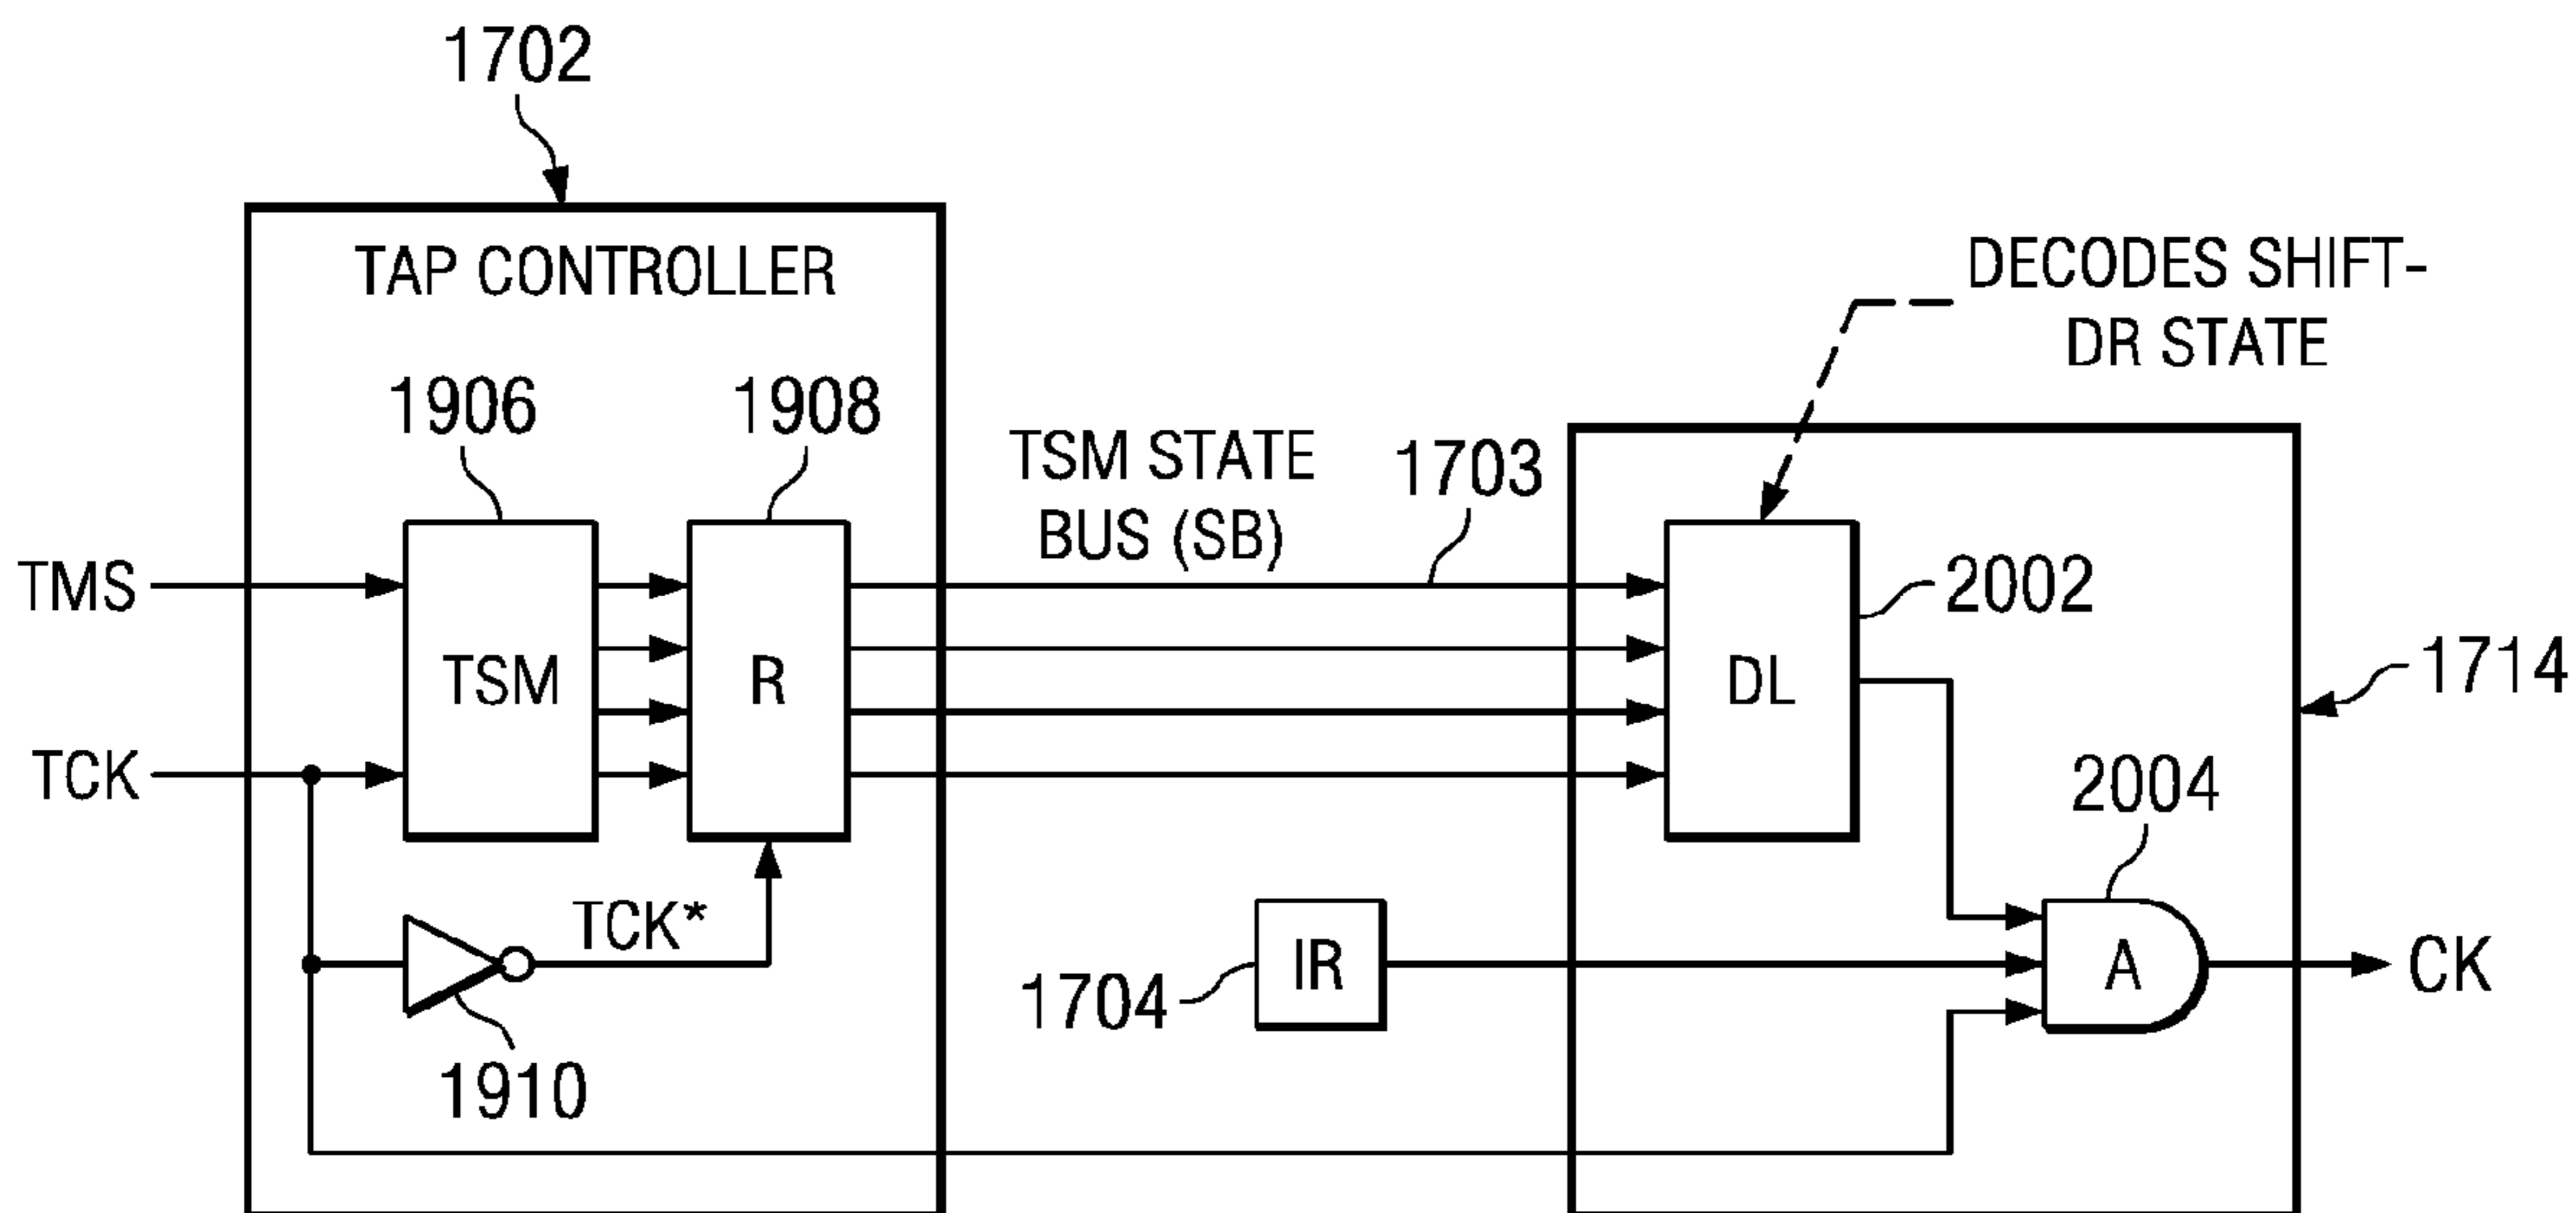 1702
TAP CONTROLLER
DECODES SHIFT-
DR STATE
1906
1908
TSM STATE
BUS (SB)
1703
TMS
TSM
R
DL
2002
1714
TCK
2004
TCK*
1910
1704
IR
A
CK